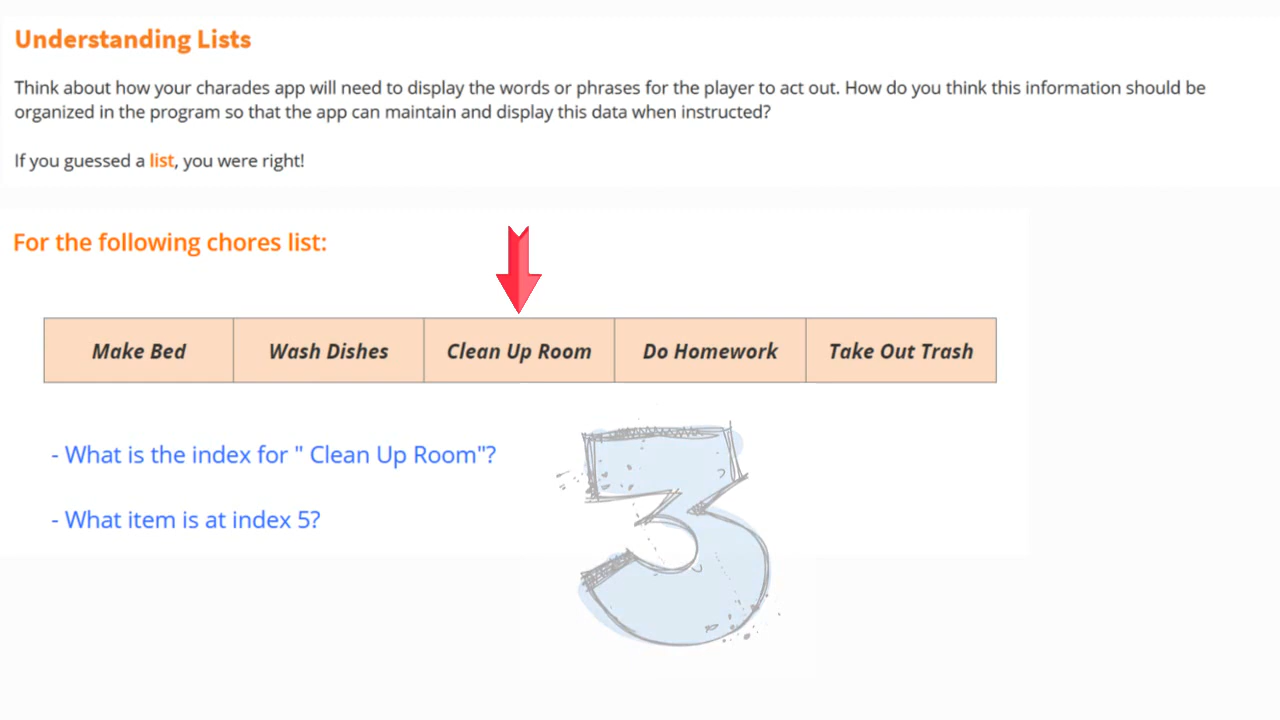 Understanding Lists
Think about how your charades app will need to display the words or phrases for the player to act out. How do you think this information should be
organized in the program so that the app can maintain and display this data when instructed?
If you guessed a list, you were right!
For the following chores list:
Make Bed
Wash Dishes
Clean Up Room
Do Homework
Take Out Trash
- What is the index for " Clean Up Room"?
- What item is at index 5?
3